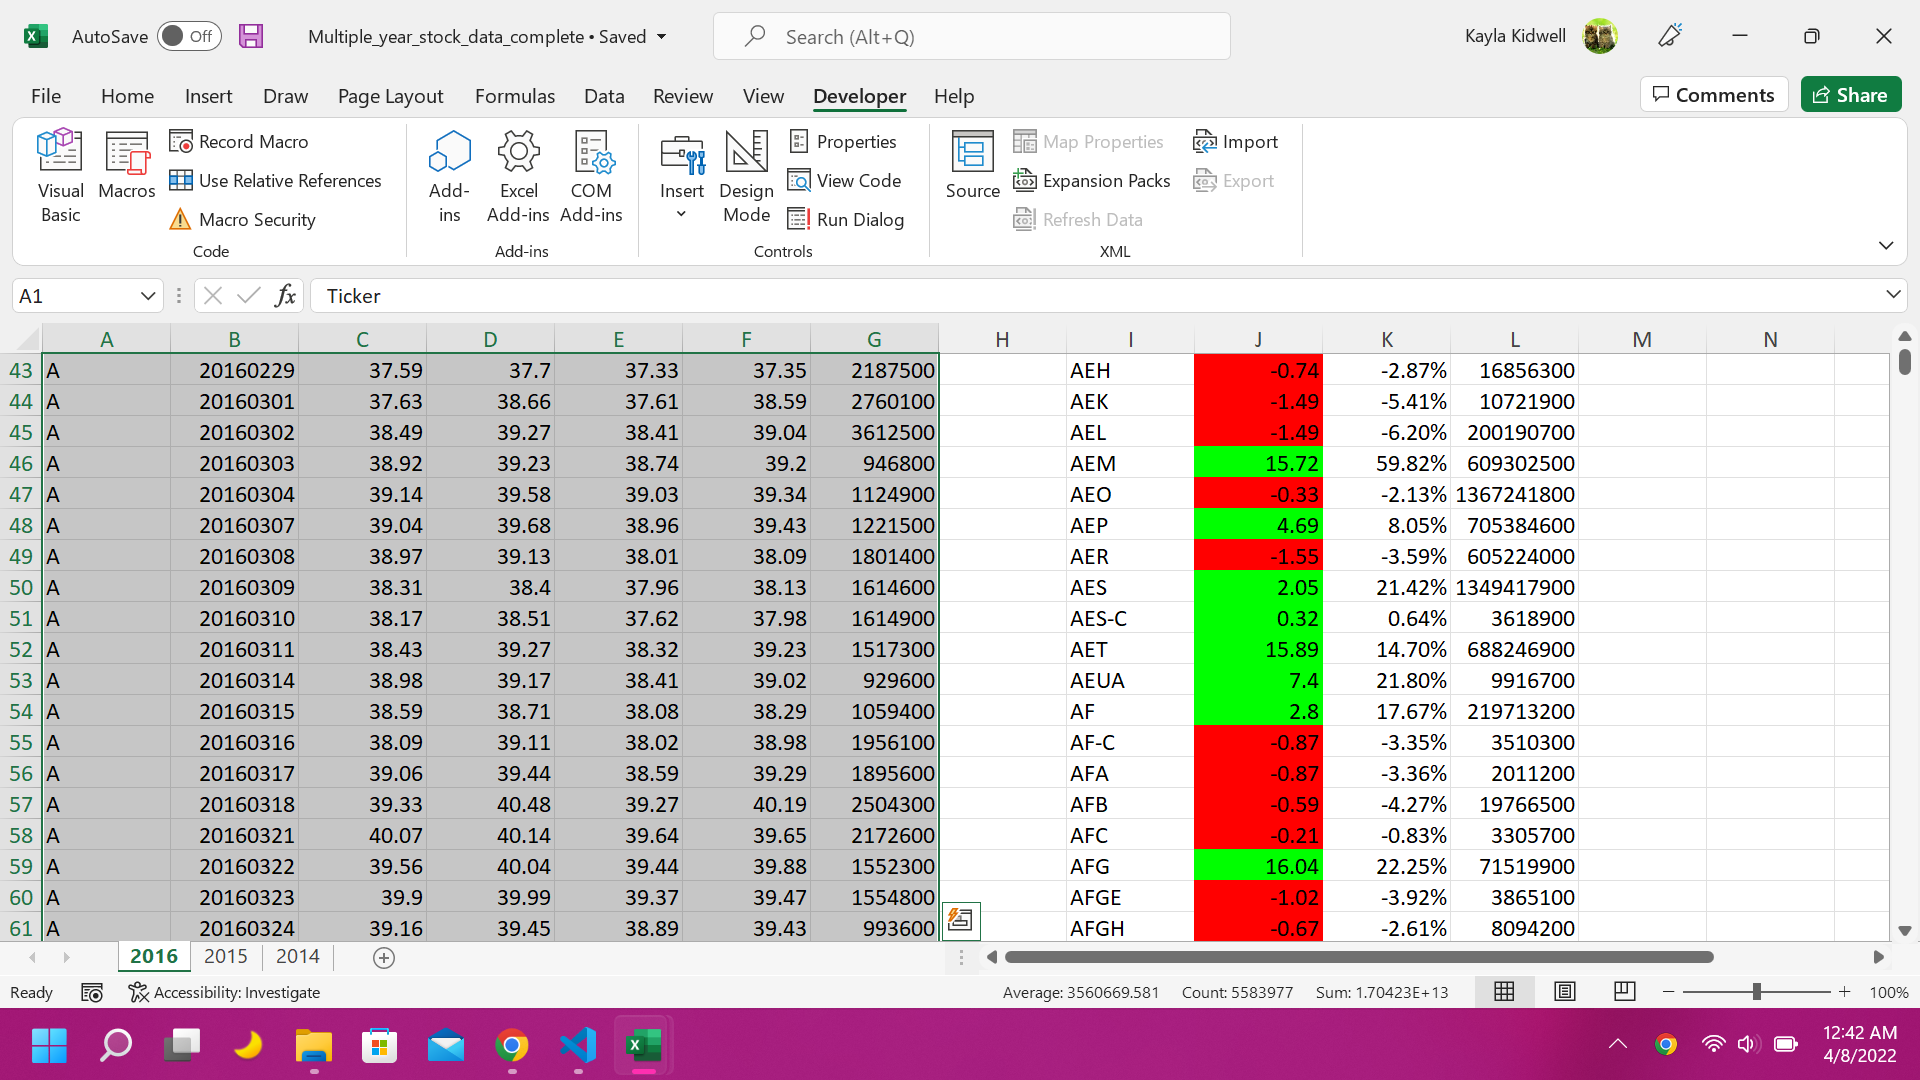 AutoSave Off Multiple_year_stock_data_complete • Saved Search (Alt+Q) Kayla Kidwell
File Home Insert Draw Page Layout Formulas Data Review View Developer Help Comments Share
Visual Basic Macros Record Macro Use Relative References Macro Security Code
Add-ins Excel Add-ins COM Add-ins Add-ins
Insert Design Mode Properties View Code Run Dialog Controls
Source Map Properties Expansion Packs Refresh Data Import Export XML
A1 fx Ticker
A B C D E F G H I J K L M N
43 A 20160229 37.59 37.7 37.33 37.35 2187500 AEH -0.74 -2.87% 16856300
44 A 20160301 37.63 38.66 37.61 38.59 2760100 AEK -1.49 -5.41% 10721900
45 A 20160302 38.49 39.27 38.41 39.04 3612500 AEL -1.49 -6.20% 200190700
46 A 20160303 38.92 39.23 38.74 39.2 946800 AEM 15.72 59.82% 609302500
47 A 20160304 39.14 39.58 39.03 39.34 1124900 AEO -0.33 -2.13% 1367241800
48 A 20160307 39.04 39.68 38.96 39.43 1221500 AEP 4.69 8.05% 705384600
49 A 20160308 38.97 39.13 38.01 38.09 1801400 AER -1.55 -3.59% 605224000
50 A 20160309 38.31 38.4 37.96 38.13 1614600 AES 2.05 21.42% 1349417900
51 A 20160310 38.17 38.51 37.62 37.98 1614900 AES-C 0.32 0.64% 3618900
52 A 20160311 38.43 39.27 38.32 39.23 1517300 AET 15.89 14.70% 688246900
53 A 20160314 38.98 39.17 38.41 39.02 929600 AEUA 7.4 21.80% 9916700
54 A 20160315 38.59 38.71 38.08 38.29 1059400 AF 2.8 17.67% 219713200
55 A 20160316 38.09 39.11 38.02 38.98 1956100 AF-C -0.87 -3.35% 3510300
56 A 20160317 39.06 39.44 38.59 39.29 1895600 AFA -0.87 -3.36% 2011200
57 A 20160318 39.33 40.48 39.27 40.19 2504300 AFB -0.59 -4.27% 19766500
58 A 20160321 40.07 40.14 39.64 39.65 2172600 AFC -0.21 -0.83% 3305700
59 A 20160322 39.56 40.04 39.44 39.88 1552300 AFG 16.04 22.25% 71519900
60 A 20160323 39.9 39.99 39.37 39.47 1554800 AFGE -1.02 -3.92% 3865100
61 A 20160324 39.16 39.45 38.89 39.43 993600 AFGH -0.67 -2.61% 8094200
2016 2015 2014
Ready Accessibility: Investigate Average: 3560669.581 Count: 5583977 Sum: 1.70423E+13 100%
12:42 AM
4/8/2022